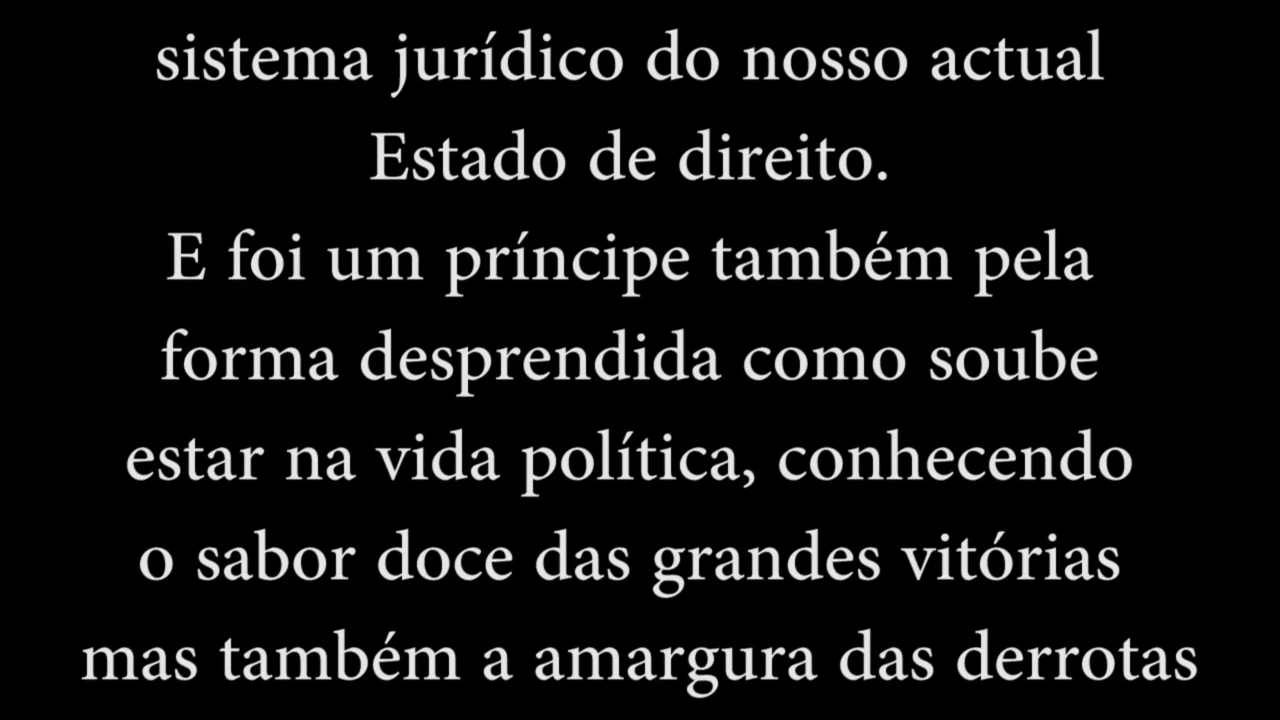 sistema jurídico do nosso actual
Estado de direito.
E foi um príncipe também pela
forma desprendida como soube
estar na vida política, conhecendo
o sabor doce das grandes vitórias
mas também a amargura das derrotas